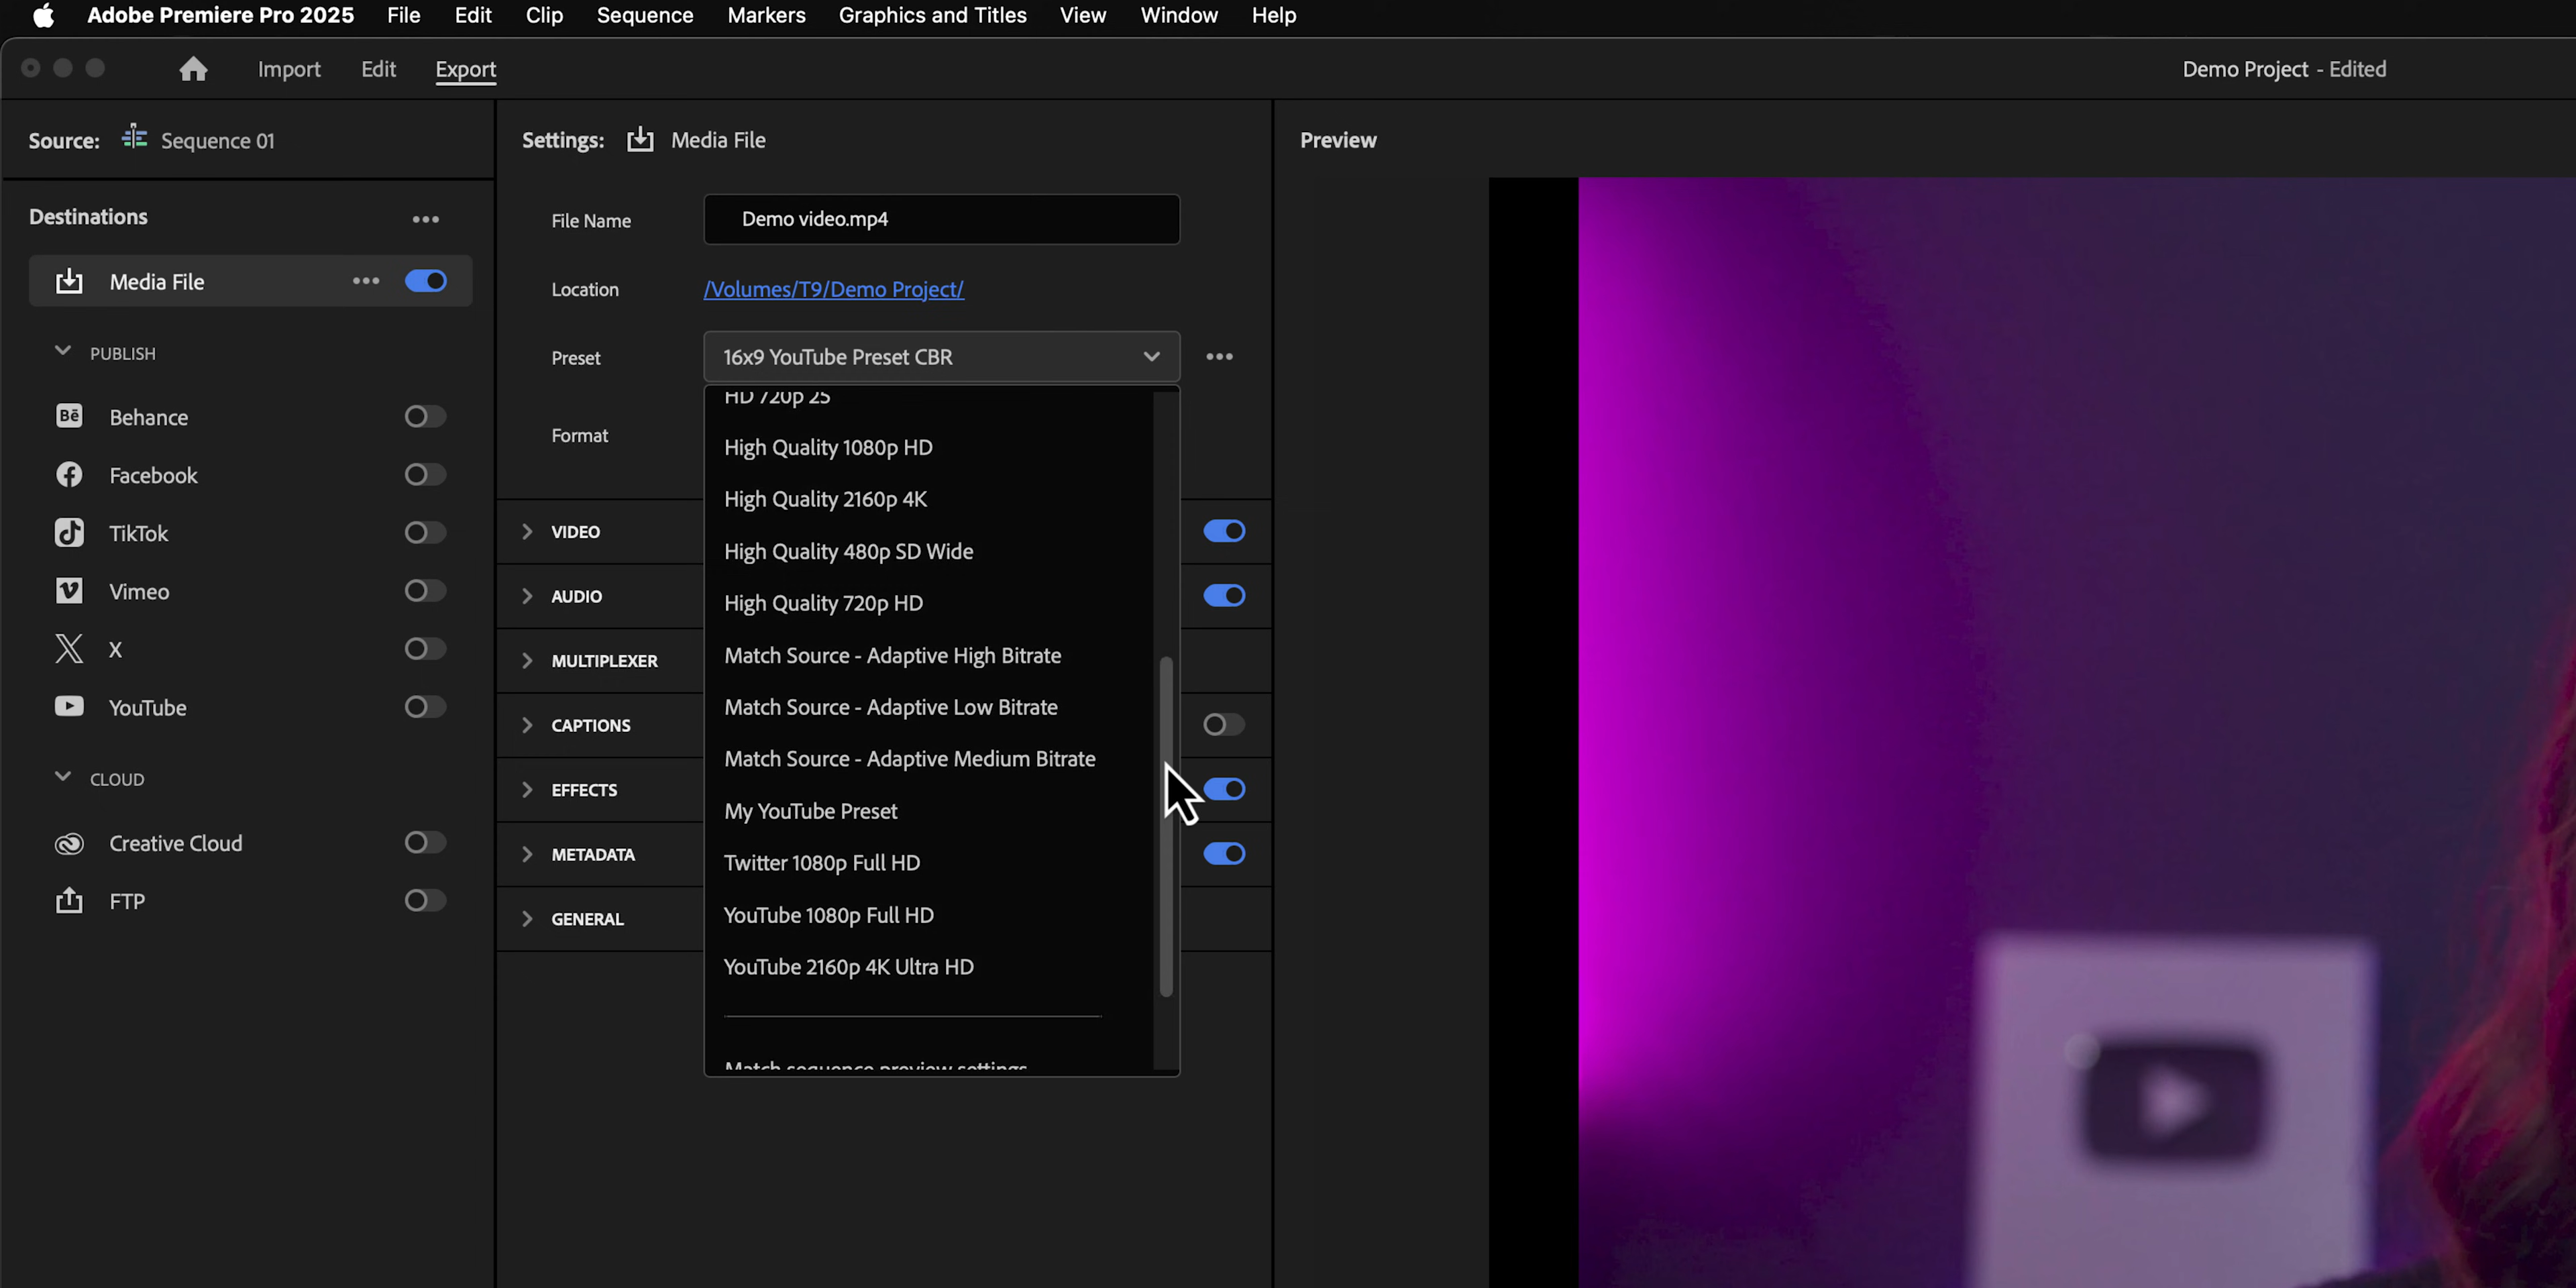 Adobe Premiere Pro 2025 File Edit Clip Sequence Markers Graphics and Titles View Window Help
Import Edit Export
Demo Project - Edited
Source: Sequence 01
Destinations
Media File
PUBLISH
Bē Behance
Facebook
TikTok
Vimeo
X
YouTube
CLOUD
Creative Cloud
FTP
Settings: Media File
File Name Demo video.mp4
Location /Volumes/T9/Demo Project/
Preset 16x9 YouTube Preset CBR
Format
VIDEO
AUDIO
MULTIPLEXER
CAPTIONS
EFFECTS
METADATA
GENERAL
HD 720p 25
High Quality 1080p HD
High Quality 2160p 4K
High Quality 480p SD Wide
High Quality 720p HD
Match Source - Adaptive High Bitrate
Match Source - Adaptive Low Bitrate
Match Source - Adaptive Medium Bitrate
My YouTube Preset
Twitter 1080p Full HD
YouTube 1080p Full HD
YouTube 2160p 4K Ultra HD
Match sequence preview settings
Preview